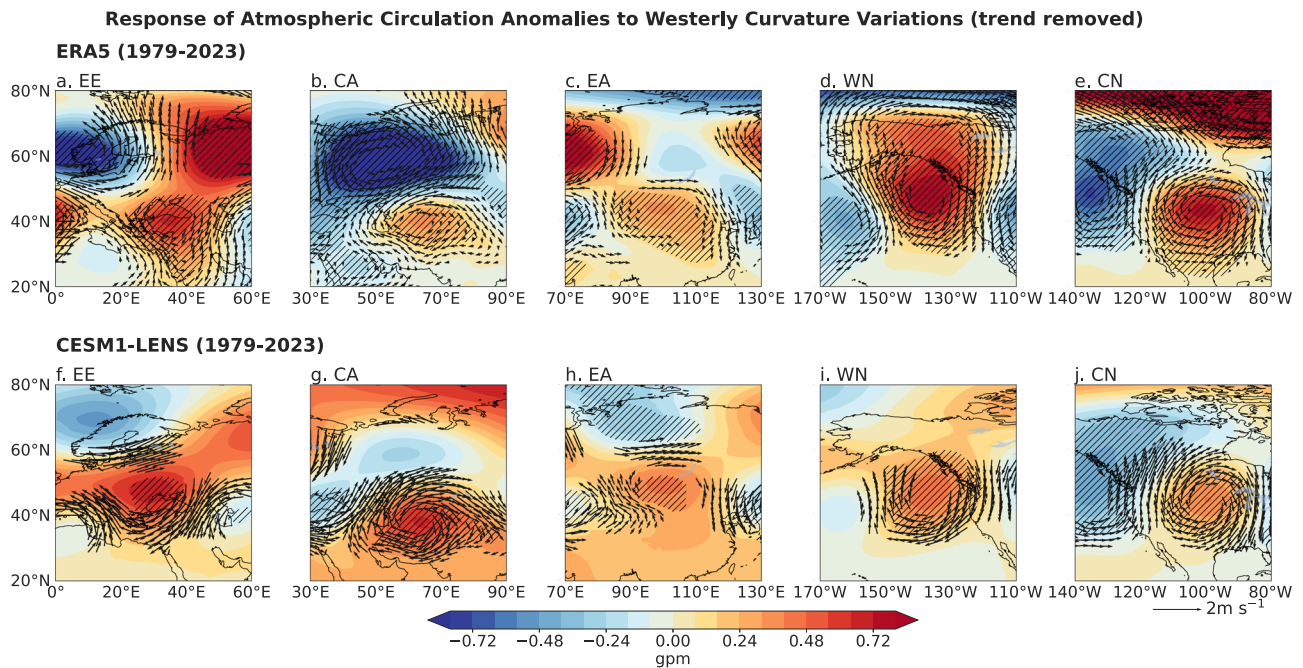 Response of Atmospheric Circulation Anomalies to Westerly Curvature Variations (trend removed)
ERA5 (1979-2023)
a. EE b. CA c. EA d. WN e. CN
80°N
60°N
40°N
20°N
0° 20°E 40°E 60°E 30°E 50°E 70°E 90°E 70°E 90°E 110°E 130°E 170°W 150°W 130°W 110°W 140°W 120°W 100°W 80°W
CESM1-LENS (1979-2023)
f. EE g. CA h. EA i. WN j. CN
80°N
60°N
40°N
20°N
0° 20°E 40°E 60°E 30°E 50°E 70°E 90°E 70°E 90°E 110°E 130°E 170°W 150°W 130°W 110°W 140°W 120°W 100°W 80°W
2m s⁻¹
−0.72 −0.48 −0.24 0.00 0.24 0.48 0.72
gpm